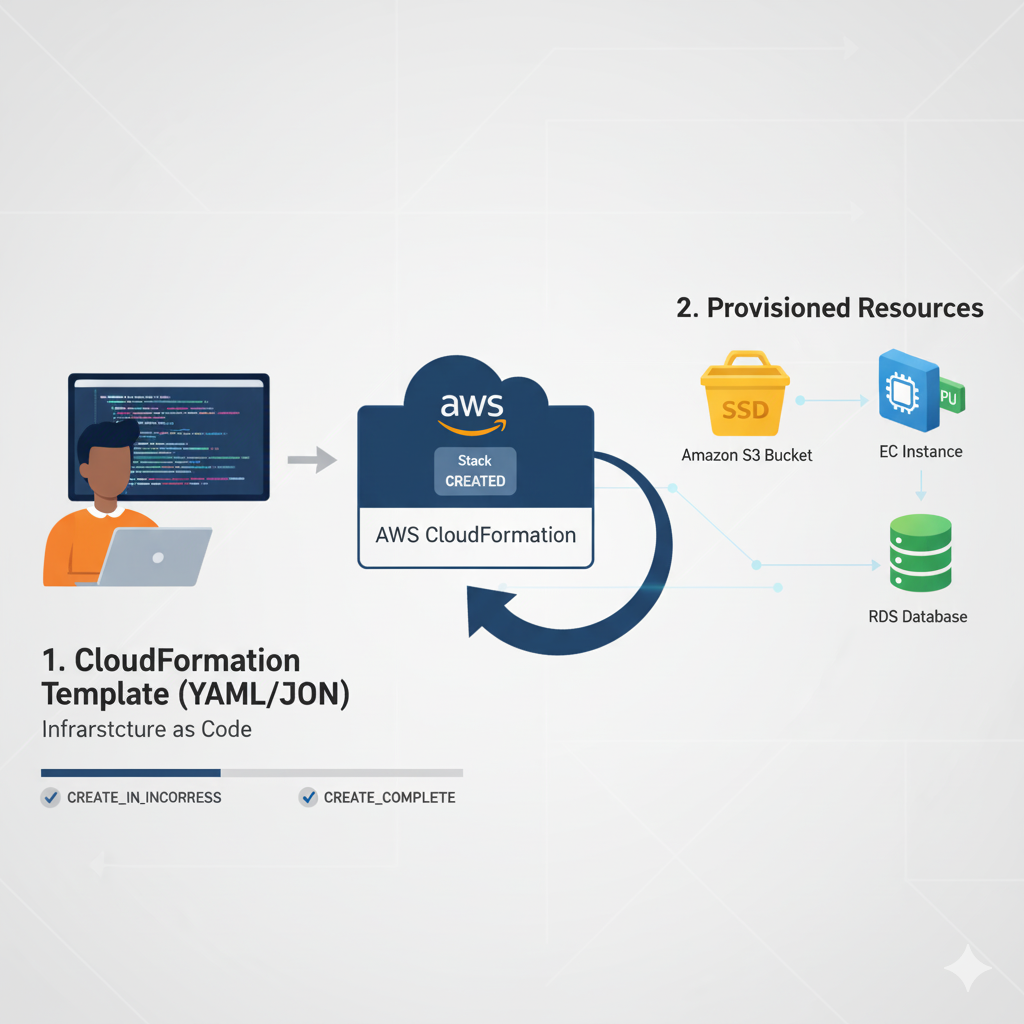 2. Provisioned Resources
aws
Stack
CREATED
AWS CloudFormation
SSD
Amazon S3 Bucket
PU
EC Instance
RDS Database
1. CloudFormation
Template (YAML/JON)
Infrarstcture as Code
CREATE_IN_INCORRESS
CREATE_COMPLETE